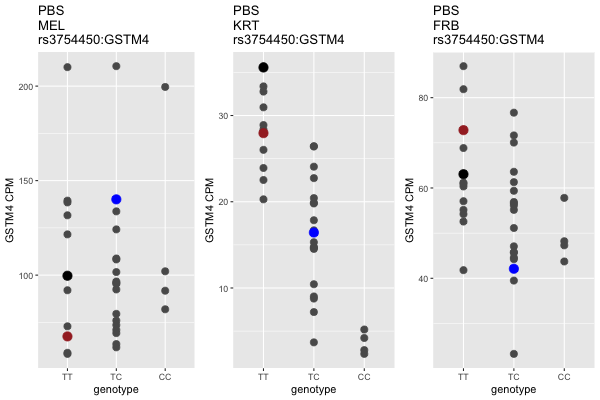 PBS
MEL
rs3754450:GSTM4
GSTM4 CPM
200
150
100
TT
TC
CC
genotype
PBS
KRT
rs3754450:GSTM4
GSTM4 CPM
30
20
10
TT
TC
CC
genotype
PBS
FRB
rs3754450:GSTM4
GSTM4 CPM
80
60
40
TT
TC
CC
genotype